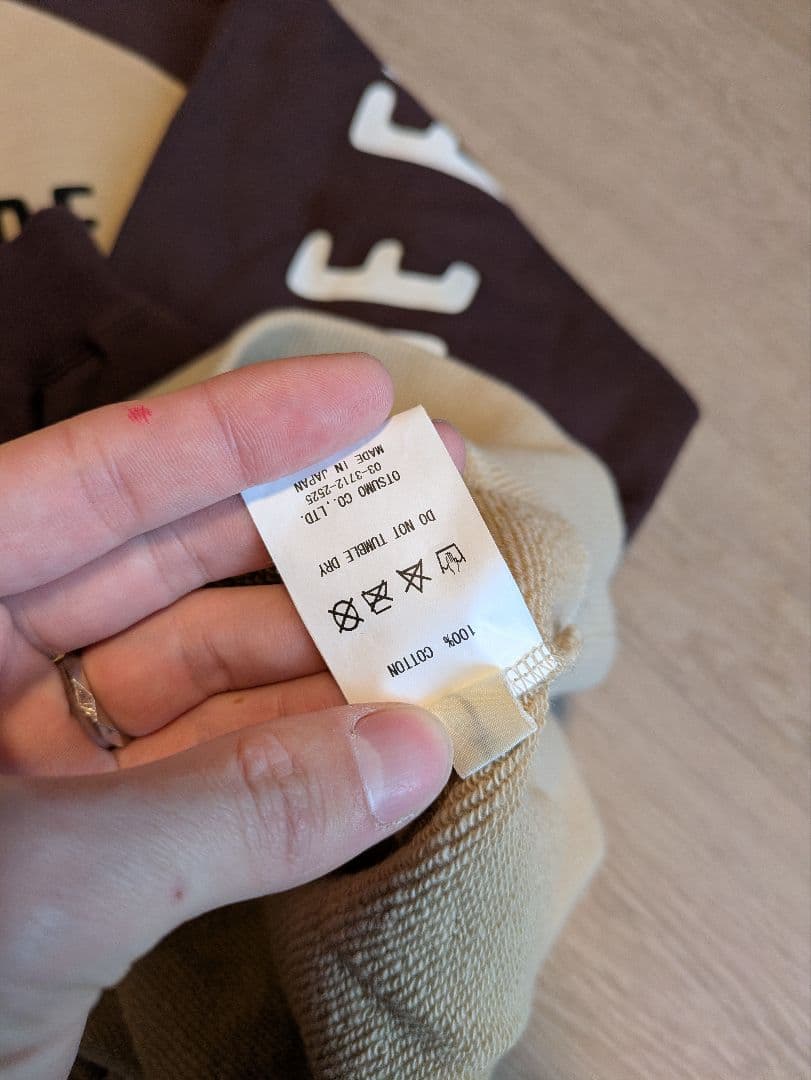 100% COTTON
DO NOT TUMBLE DRY
OTSUMO CO.,LTD.
03-3712-2525
MADE IN JAPAN